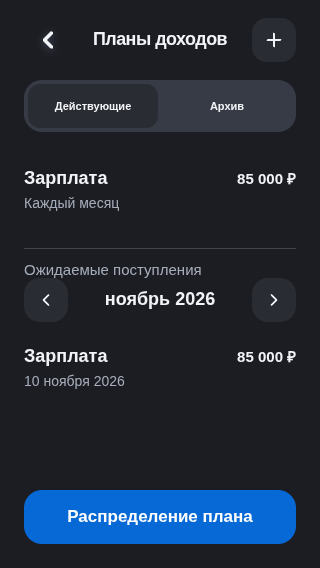 Планы доходов
Действующие
Архив
Зарплата
85 000 ₽
Каждый месяц
Ожидаемые поступления
ноябрь 2026
Зарплата
85 000 ₽
10 ноября 2026
Распределение плана